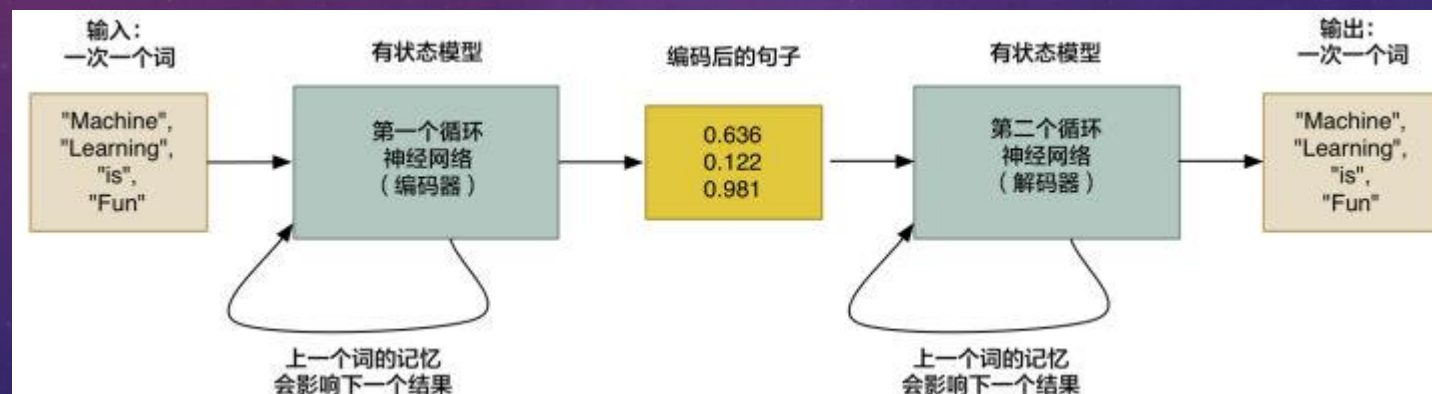 输入：
一次一个词
"Machine",
"Learning",
"is",
"Fun"
有状态模型
第一个循环
神经网络
（编码器）
上一个词的记忆
会影响下一个结果
编码后的句子
0.636
0.122
0.981
有状态模型
第二个循环
神经网络
（解码器）
上一个词的记忆
会影响下一个结果
输出：
一次一个词
"Machine",
"Learning",
"is",
"Fun"